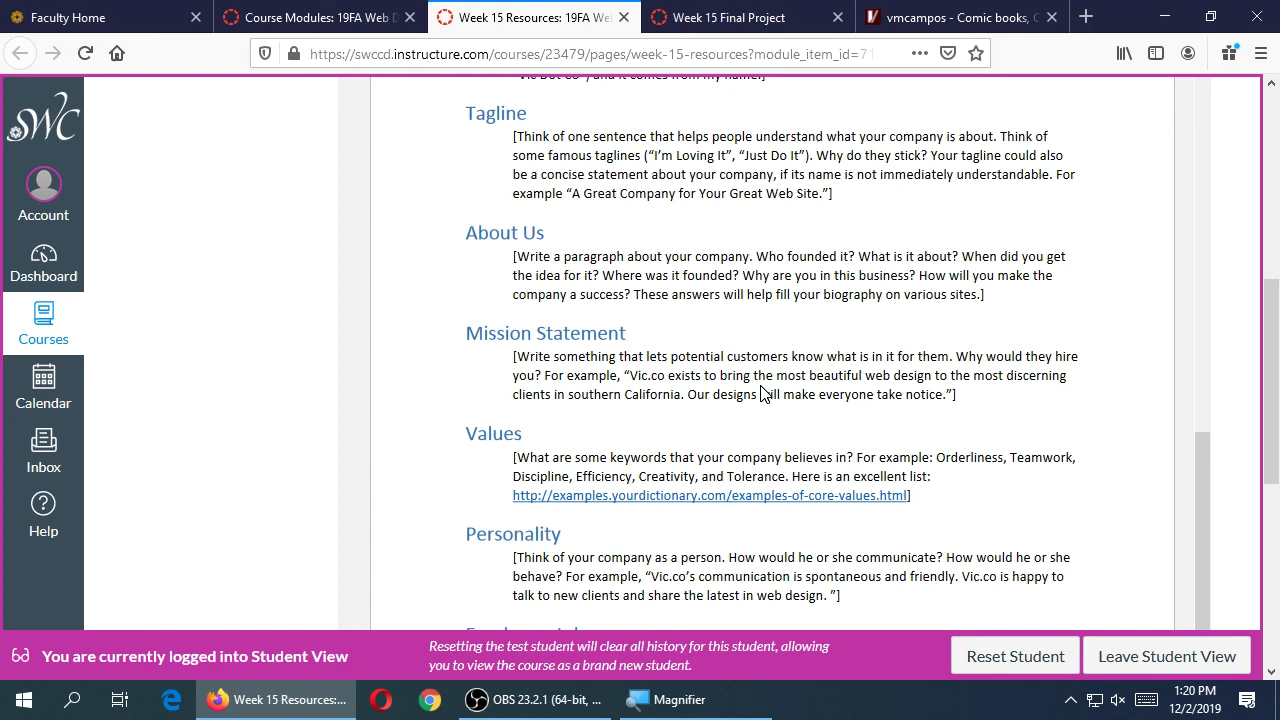 Faculty Home
Course Modules: 19FA Web D
Week 15 Resources: 19FA We
Week 15 Final Project
vmcampos - Comic books, C
https://swccd.instructure.com/courses/23479/pages/week-15-resources?module_item_id=71
SWC
Account
Dashboard
Courses
Calendar
Inbox
Help
Tagline
[Think of one sentence that helps people understand what your company is about. Think of
some famous taglines (“I’m Loving It”, “Just Do It”). Why do they stick? Your tagline could also
be a concise statement about your company, if its name is not immediately understandable. For
example “A Great Company for Your Great Web Site.”]
About Us
[Write a paragraph about your company. Who founded it? What is it about? When did you get
the idea for it? Where was it founded? Why are you in this business? How will you make the
company a success? These answers will help fill your biography on various sites.]
Mission Statement
[Write something that lets potential customers know what is in it for them. Why would they hire
you? For example, “Vic.co exists to bring the most beautiful web design to the most discerning
clients in southern California. Our designs will make everyone take notice.”]
Values
[What are some keywords that your company believes in? For example: Orderliness, Teamwork,
Discipline, Efficiency, Creativity, and Tolerance. Here is an excellent list:
http://examples.yourdictionary.com/examples-of-core-values.html]
Personality
[Think of your company as a person. How would he or she communicate? How would he or she
behave? For example, “Vic.co’s communication is spontaneous and friendly. Vic.co is happy to
talk to new clients and share the latest in web design. ”]
You are currently logged into Student View
Resetting the test student will clear all history for this student, allowing
you to view the course as a brand new student.
Reset Student
Leave Student View
Week 15 Resources:...
OBS 23.2.1 (64-bit, ...
Magnifier
1:20 PM
12/2/2019